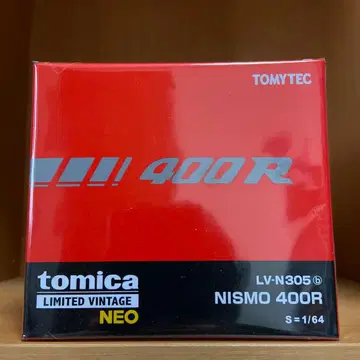 TOMYTEC
400R
tomica
LIMITED VINTAGE
NEO
LV-N305ⓑ
NISMO 400R
S=1/64